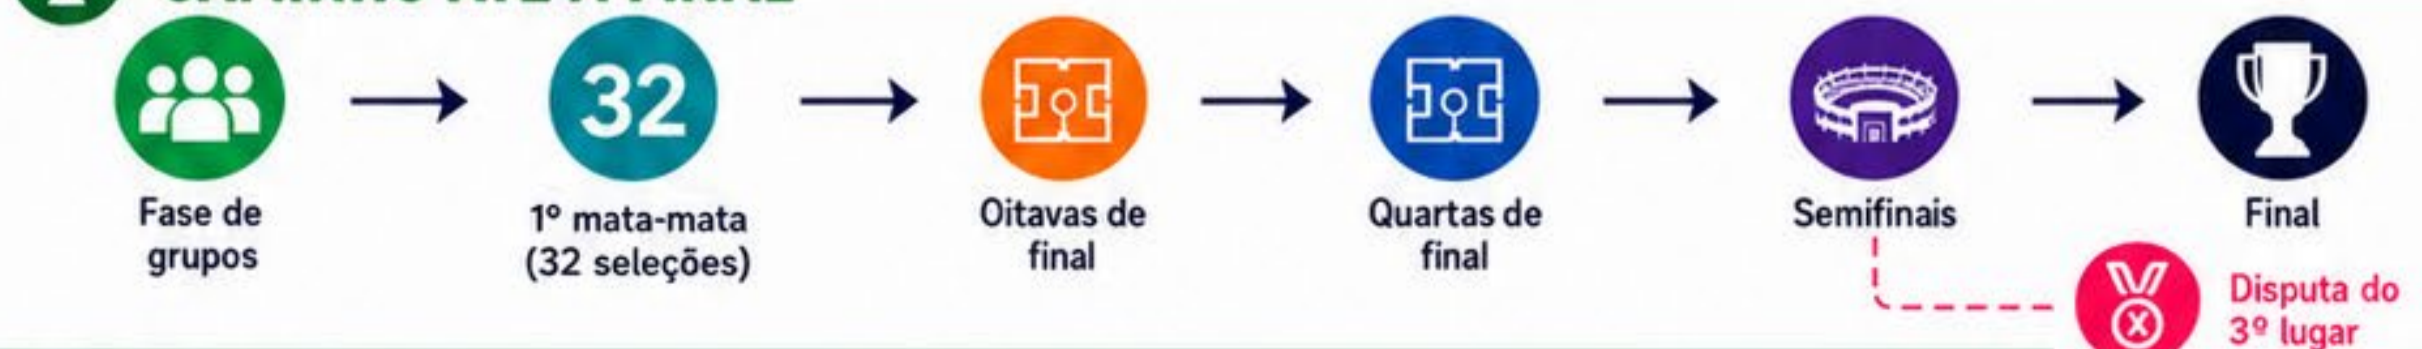 Fase de
grupos
32
1º mata-mata
(32 seleções)
Oitavas de
final
Quartas de
final
Semifinais
Final
Disputa do
3º lugar